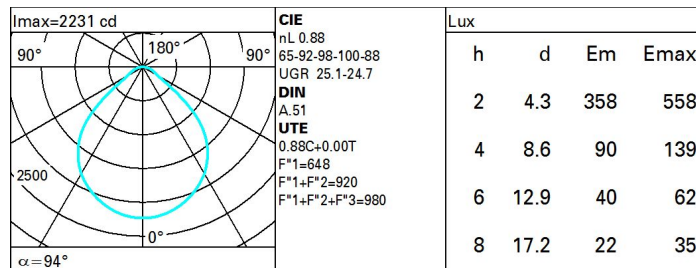 Imax=2231 cd
90° 180° 90°
2500
0°
α=94°
CIE
nL 0.88
65-92-98-100-88
UGR 25.1-24.7
DIN
A.51
UTE
0.88C+0.00T
F"1=648
F"1+F"2=920
F"1+F"2+F"3=980
Lux
h d Em Emax
2 4.3 358 558
4 8.6 90 139
6 12.9 40 62
8 17.2 22 35